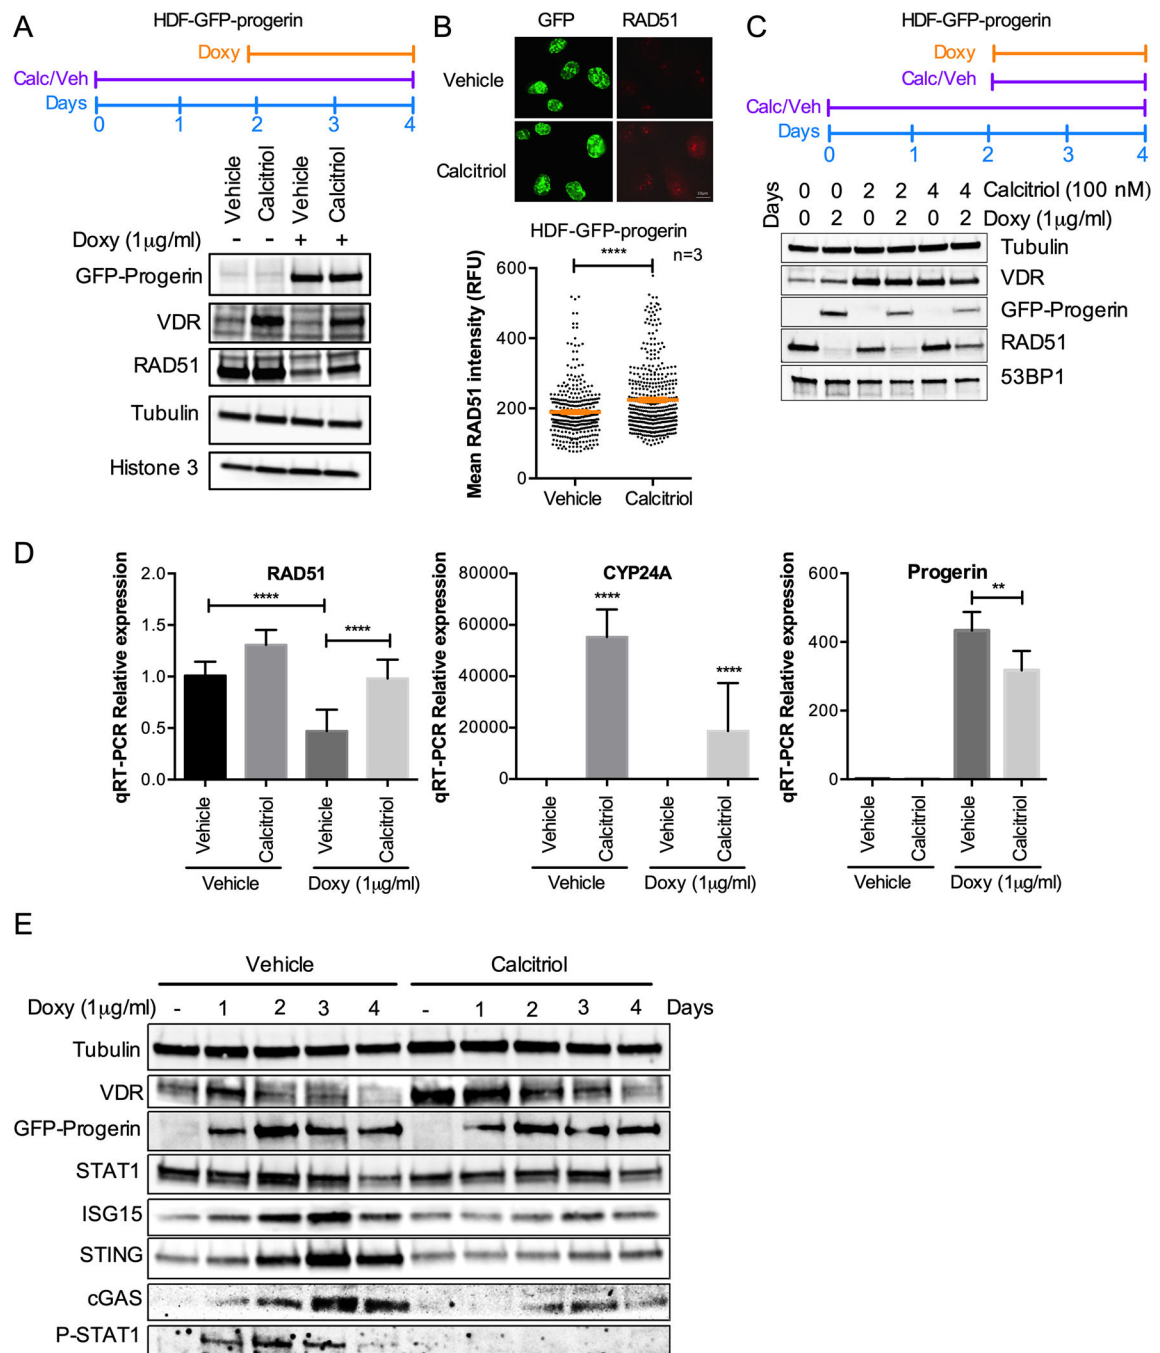 A
HDF-GFP-progerin
Doxy
Calc/Veh
Days
0 1 2 3 4
Vehicle Calcitriol Vehicle Calcitriol
Doxy (1µg/ml) - - + +
GFP-Progerin
VDR
RAD51
Tubulin
Histone 3
B
GFP RAD51
Vehicle
Calcitriol
HDF-GFP-progerin
**** n=3
Mean RAD51 intensity (RFU)
600
400
200
0
Vehicle Calcitriol
C
HDF-GFP-progerin
Doxy
Calc/Veh
Calc/Veh
Days
0 1 2 3 4
Days
0 0 2 2 4 4 Calcitriol (100 nM)
0 2 0 2 0 2 Doxy (1µg/ml)
Tubulin
VDR
GFP-Progerin
RAD51
53BP1
D
RAD51
qRT-PCR Relative expression
2.0
1.5
1.0
0.5
0.0
**** ****
Vehicle Calcitriol Vehicle Calcitriol
Vehicle Doxy (1µg/ml)
CYP24A
qRT-PCR Relative expression
80000
60000
40000
20000
0
**** ****
Vehicle Calcitriol Vehicle Calcitriol
Vehicle Doxy (1µg/ml)
Progerin
qRT-PCR Relative expression
600
400
200
0
**
Vehicle Calcitriol Vehicle Calcitriol
Vehicle Doxy (1µg/ml)
E
Vehicle Calcitriol
Doxy (1µg/ml) - 1 2 3 4 - 1 2 3 4 Days
Tubulin
VDR
GFP-Progerin
STAT1
ISG15
STING
cGAS
P-STAT1